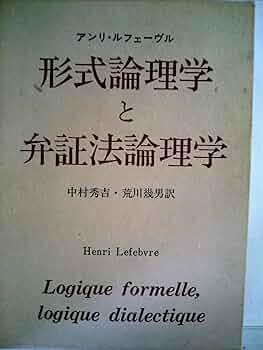 アンリ・ルフェーヴル
形式論理学
と
弁証法論理学
中村秀吉・荒川幾男訳
Henri Lefebvre
Logique formelle,
logique dialectique